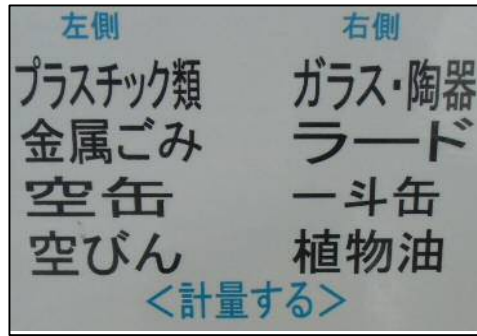 左側 右側
プラスチック類 ガラス・陶器
金属ごみ ラード
空缶 一斗缶
空びん 植物油
<計量する>